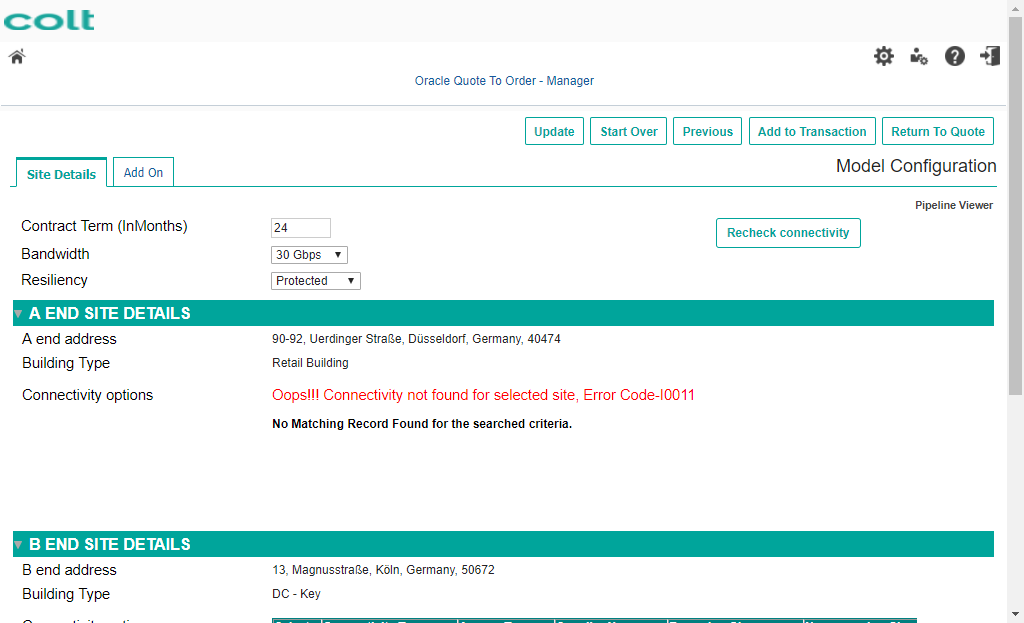 colt
Oracle Quote To Order - Manager
Update Start Over Previous Add to Transaction Return To Quote
Site Details Add On
Model Configuration
Pipeline Viewer
Contract Term (InMonths) 24
Recheck connectivity
Bandwidth 30 Gbps
Resiliency Protected
A END SITE DETAILS
A end address 90-92, Uerdinger Straße, Düsseldorf, Germany, 40474
Building Type Retail Building
Connectivity options Oops!!! Connectivity not found for selected site, Error Code-I0011
No Matching Record Found for the searched criteria.
B END SITE DETAILS
B end address 13, Magnusstraße, Köln, Germany, 50672
Building Type DC - Key